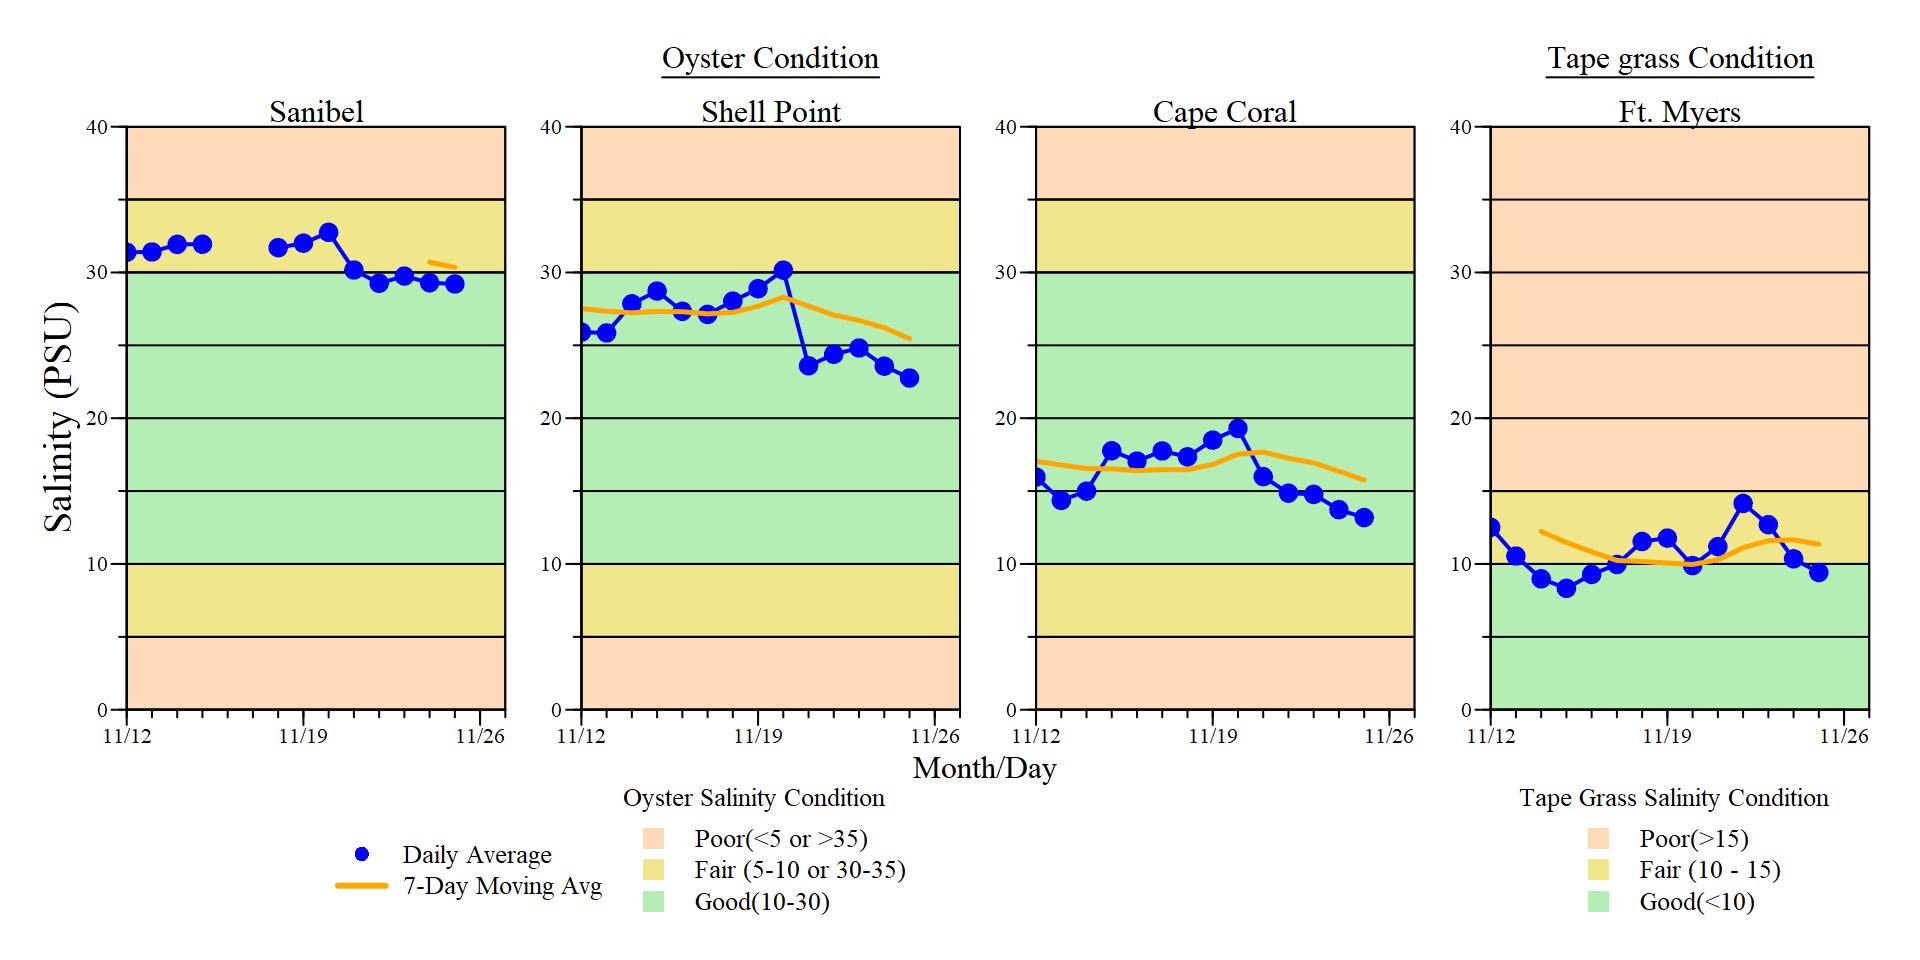 Oyster Condition
Tape grass Condition
Sanibel
Shell Point
Cape Coral
Ft. Myers
Salinity (PSU)
40
30
20
10
0
11/12
11/19
11/26
40
30
20
10
0
11/12
11/19
11/26
40
30
20
10
0
11/12
11/19
11/26
40
30
20
10
0
11/12
11/19
11/26
Month/Day
Daily Average
7-Day Moving Avg
Oyster Salinity Condition
Poor(<5 or >35)
Fair (5-10 or 30-35)
Good(10-30)
Tape Grass Salinity Condition
Poor(>15)
Fair (10 - 15)
Good(<10)